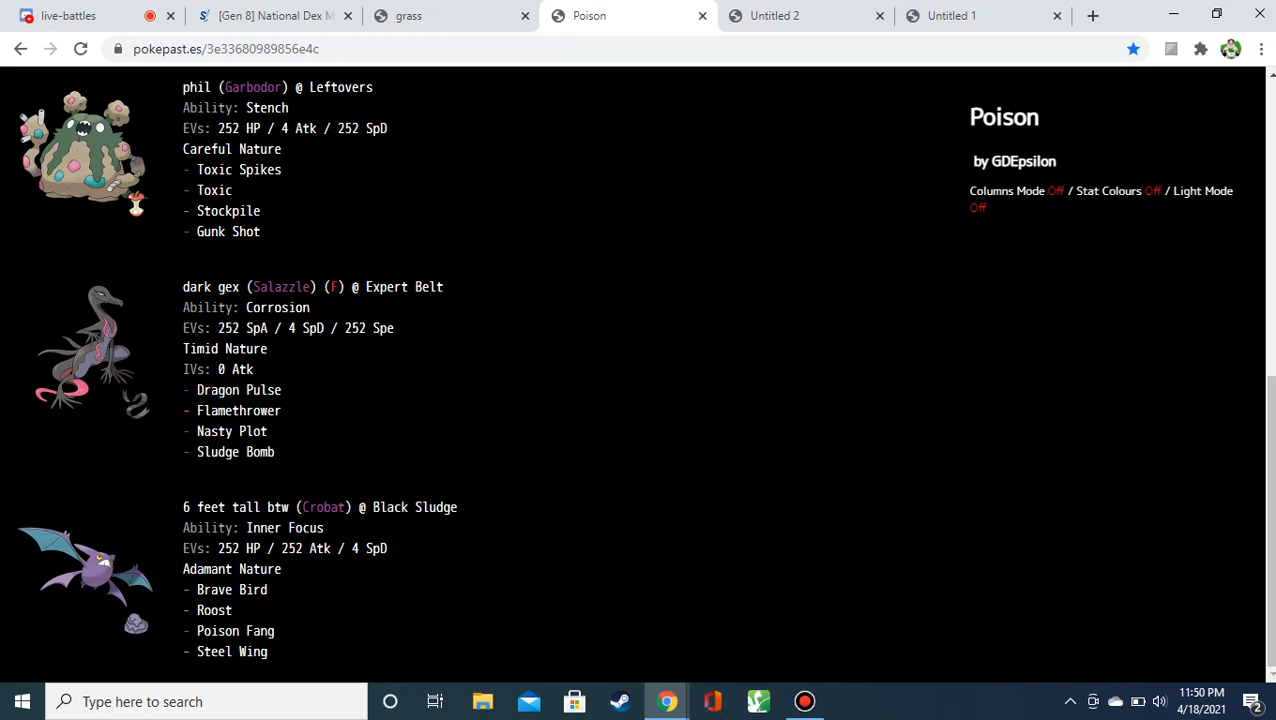 live-battles
[Gen 8] National Dex M
grass
Poison
Untitled 2
Untitled 1
pokepast.es/3e33680989856e4c
phil (Garbodor) @ Leftovers
Ability: Stench
EVs: 252 HP / 4 Atk / 252 SpD
Careful Nature
- Toxic Spikes
- Toxic
- Stockpile
- Gunk Shot
Poison
by GDEpsilon
Columns Mode Off / Stat Colours Off / Light Mode
Off
dark gex (Salazzle) (F) @ Expert Belt
Ability: Corrosion
EVs: 252 SpA / 4 SpD / 252 Spe
Timid Nature
IVs: 0 Atk
- Dragon Pulse
- Flamethrower
- Nasty Plot
- Sludge Bomb
6 feet tall btw (Crobat) @ Black Sludge
Ability: Inner Focus
EVs: 252 HP / 252 Atk / 4 SpD
Adamant Nature
- Brave Bird
- Roost
- Poison Fang
- Steel Wing
Type here to search
11:50 PM
4/18/2021
2